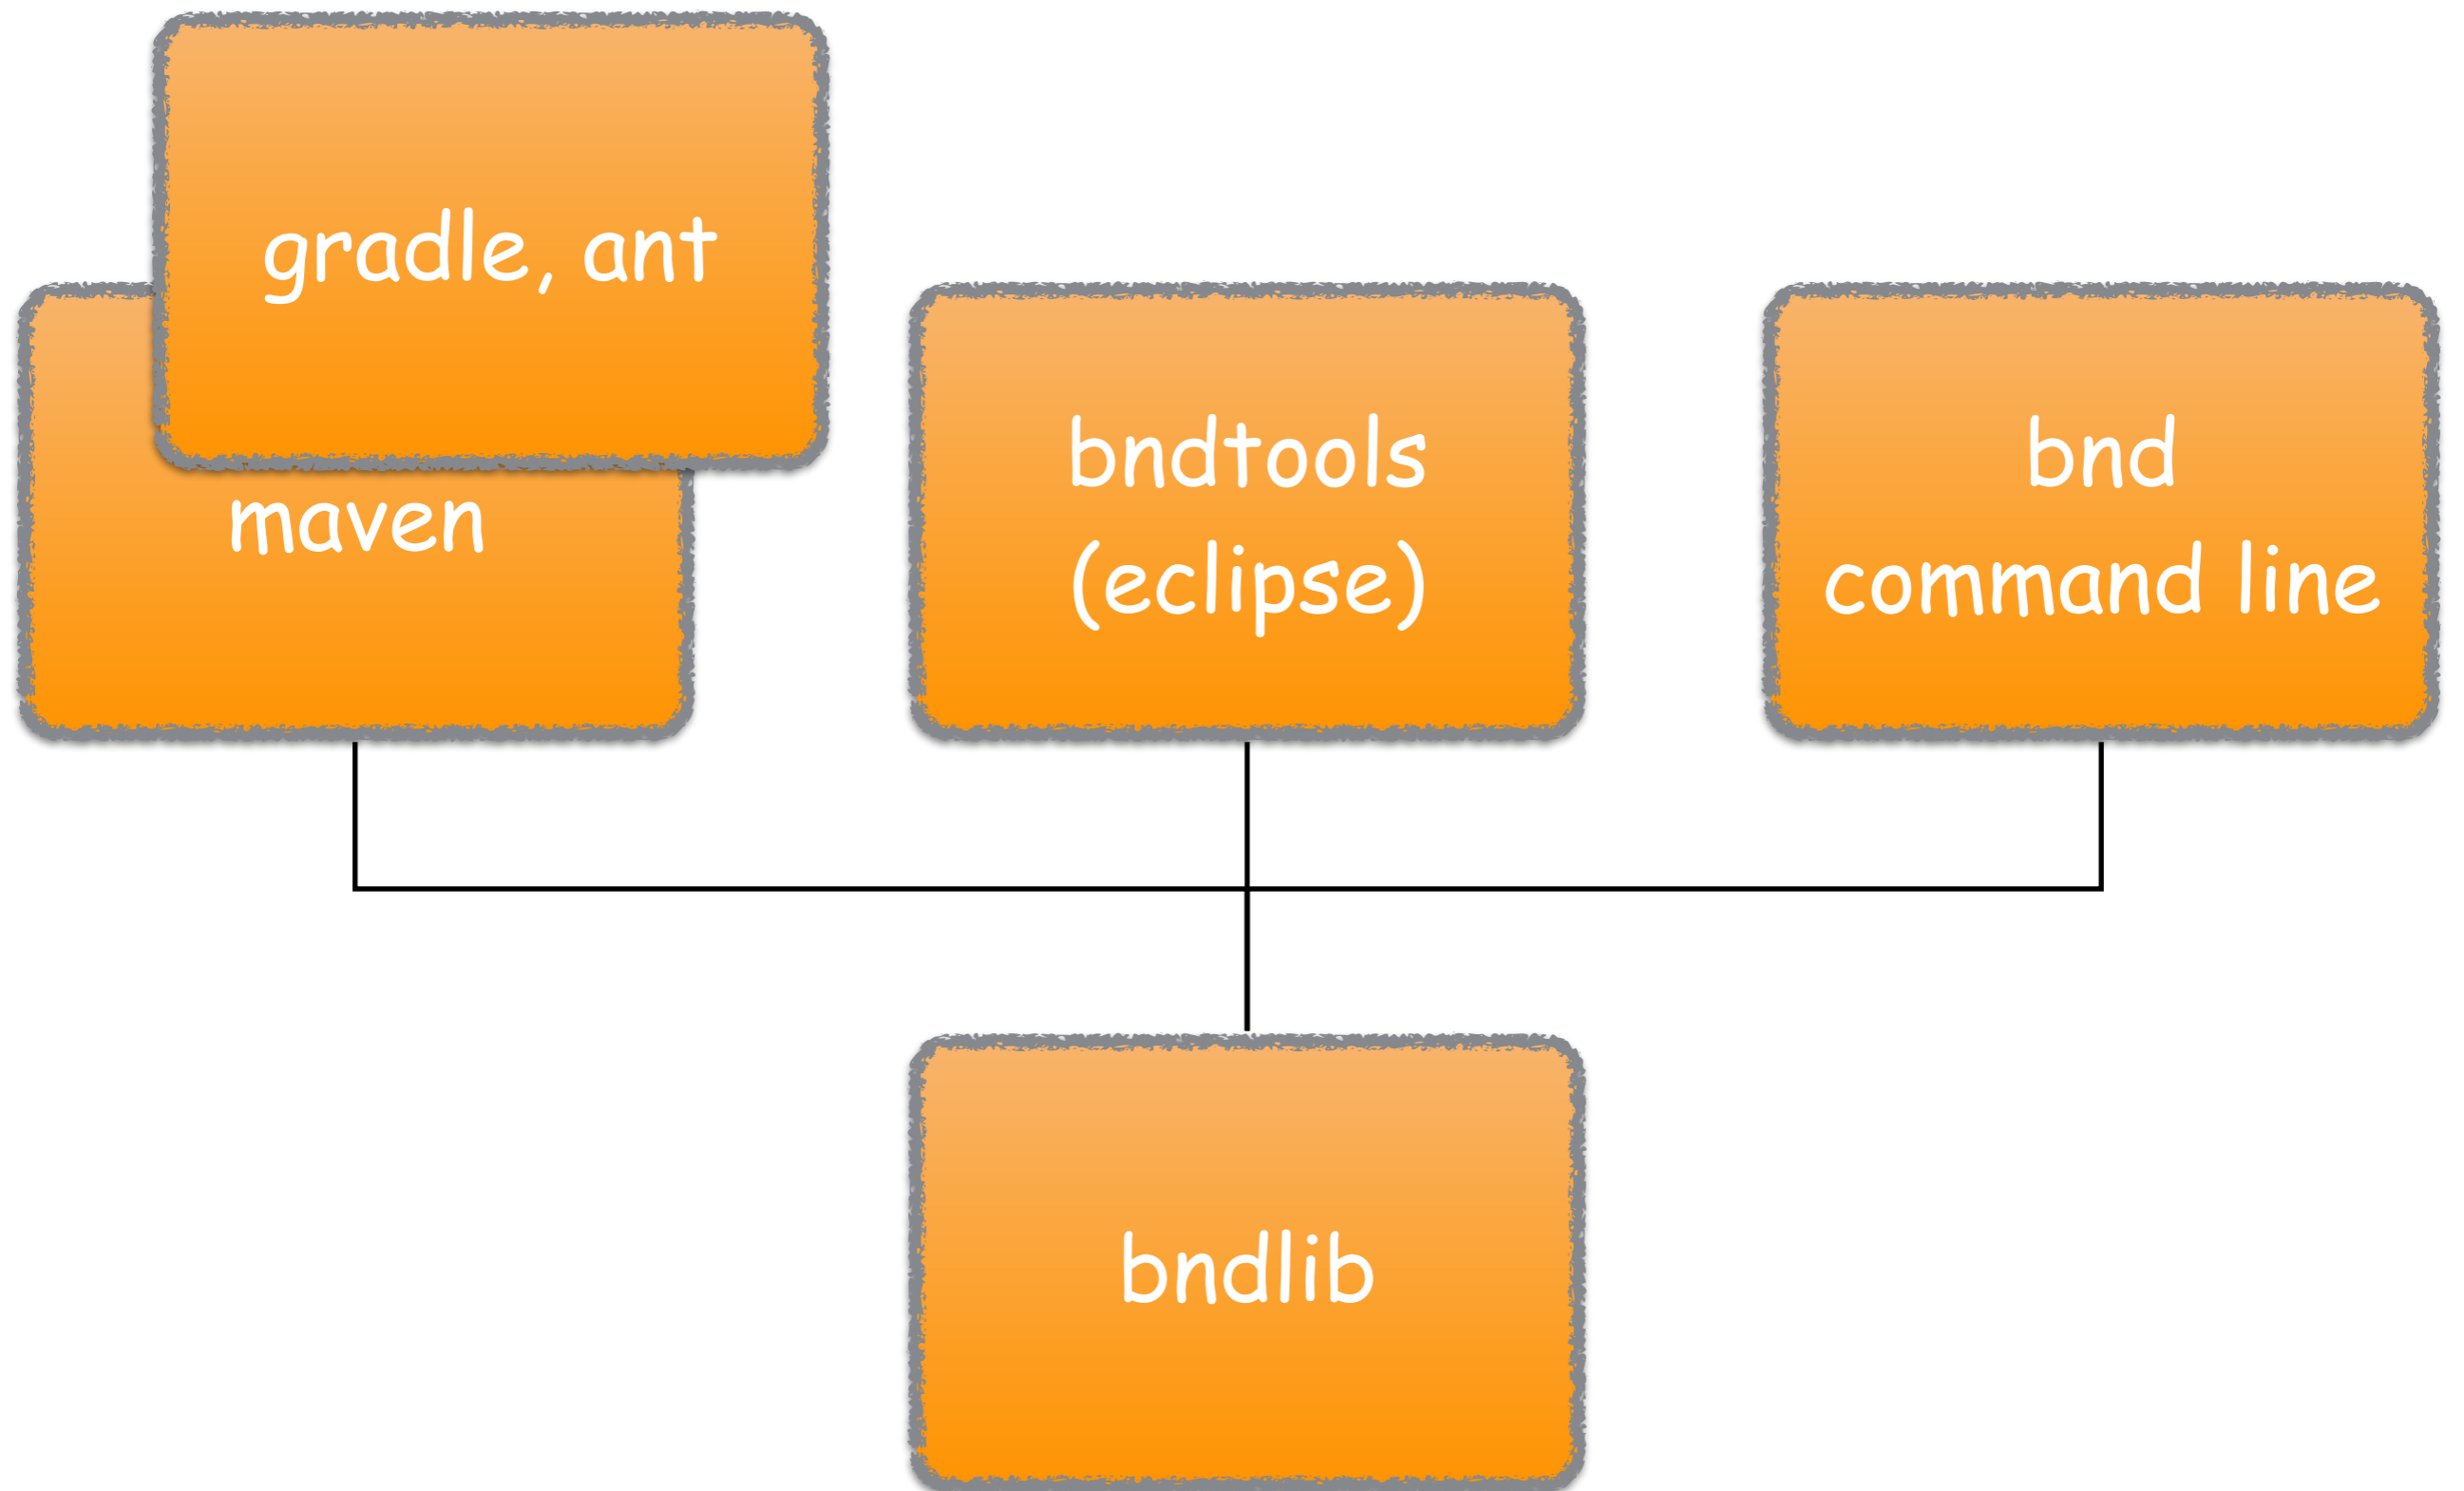 gradle, ant
maven
bndtools
(eclipse)
bnd
command line
bndlib